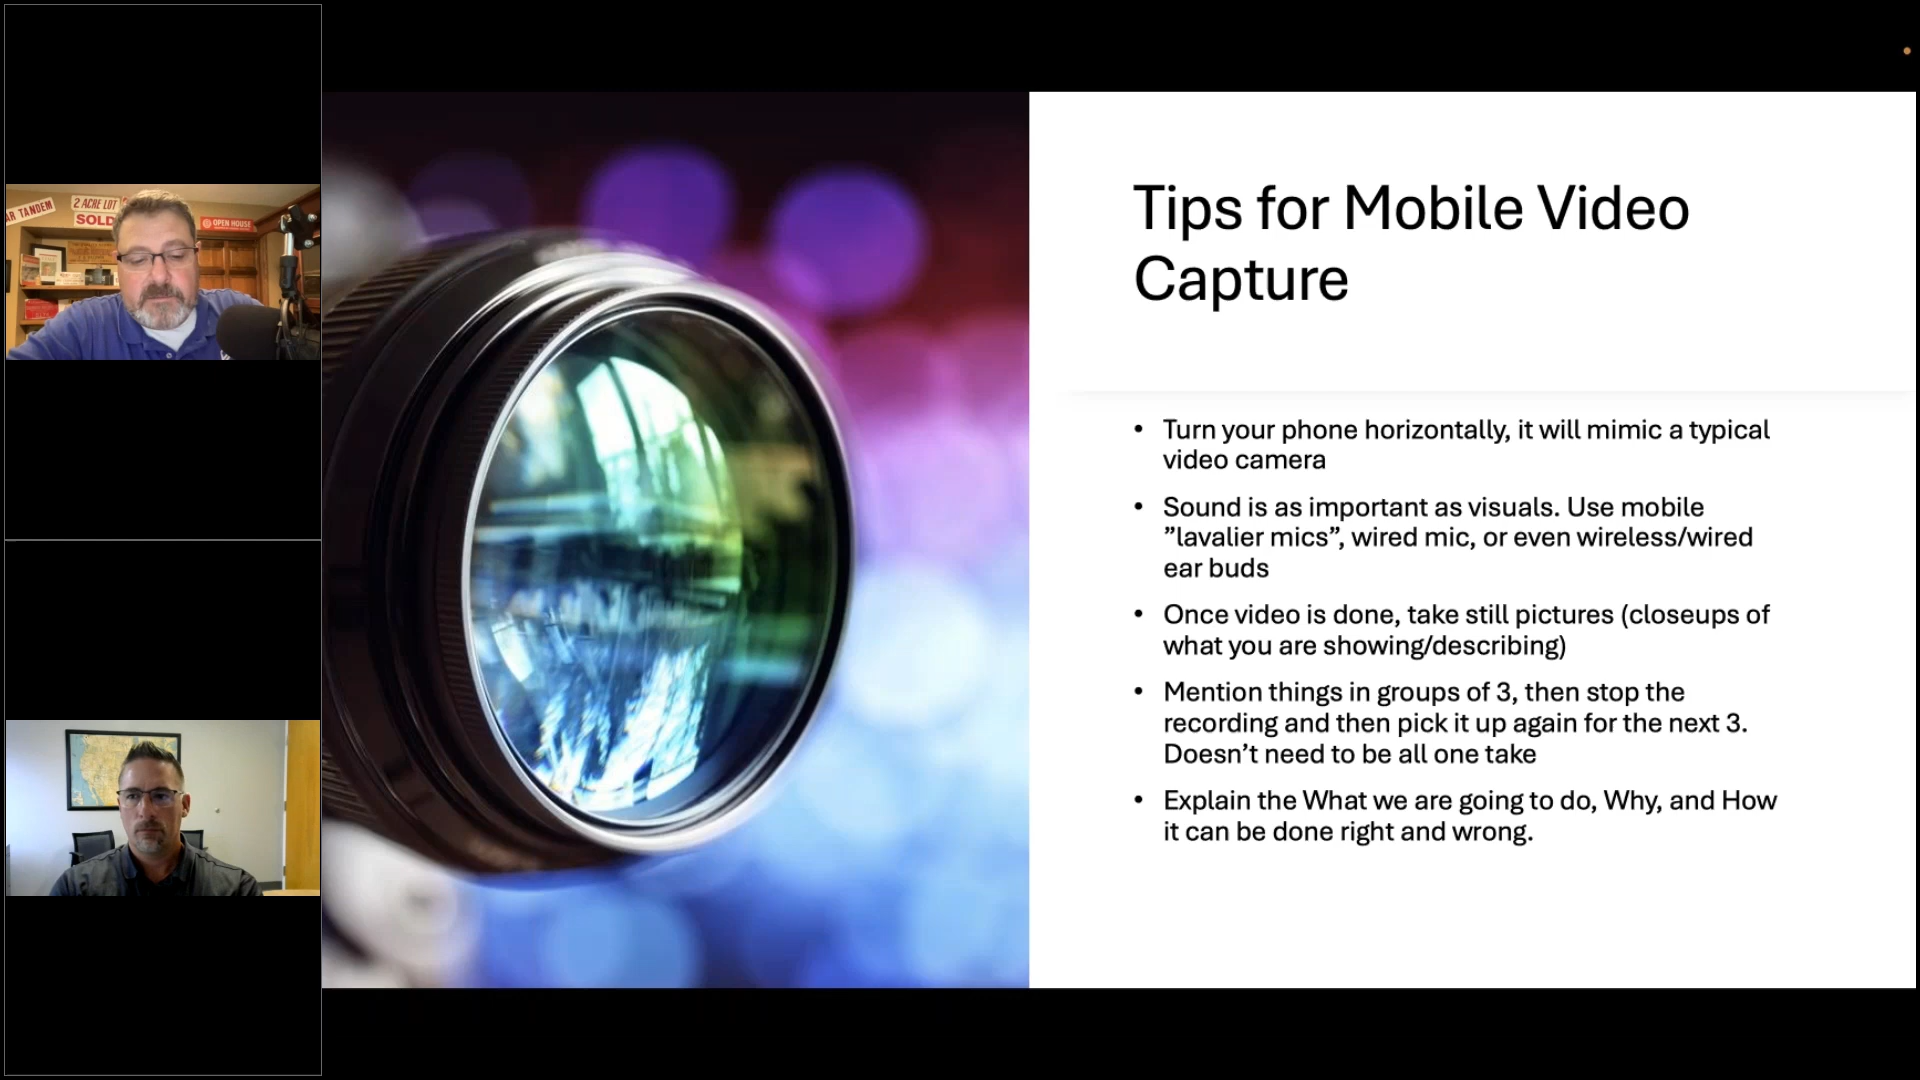 AR TANDEM
2 ACRE LOT
SOLD
OPEN HOUSE
Tips for Mobile Video
Capture
• Turn your phone horizontally, it will mimic a typical
video camera
• Sound is as important as visuals. Use mobile
”lavalier mics”, wired mic, or even wireless/wired
ear buds
• Once video is done, take still pictures (closeups of
what you are showing/describing)
• Mention things in groups of 3, then stop the
recording and then pick it up again for the next 3.
Doesn’t need to be all one take
• Explain the What we are going to do, Why, and How
it can be done right and wrong.